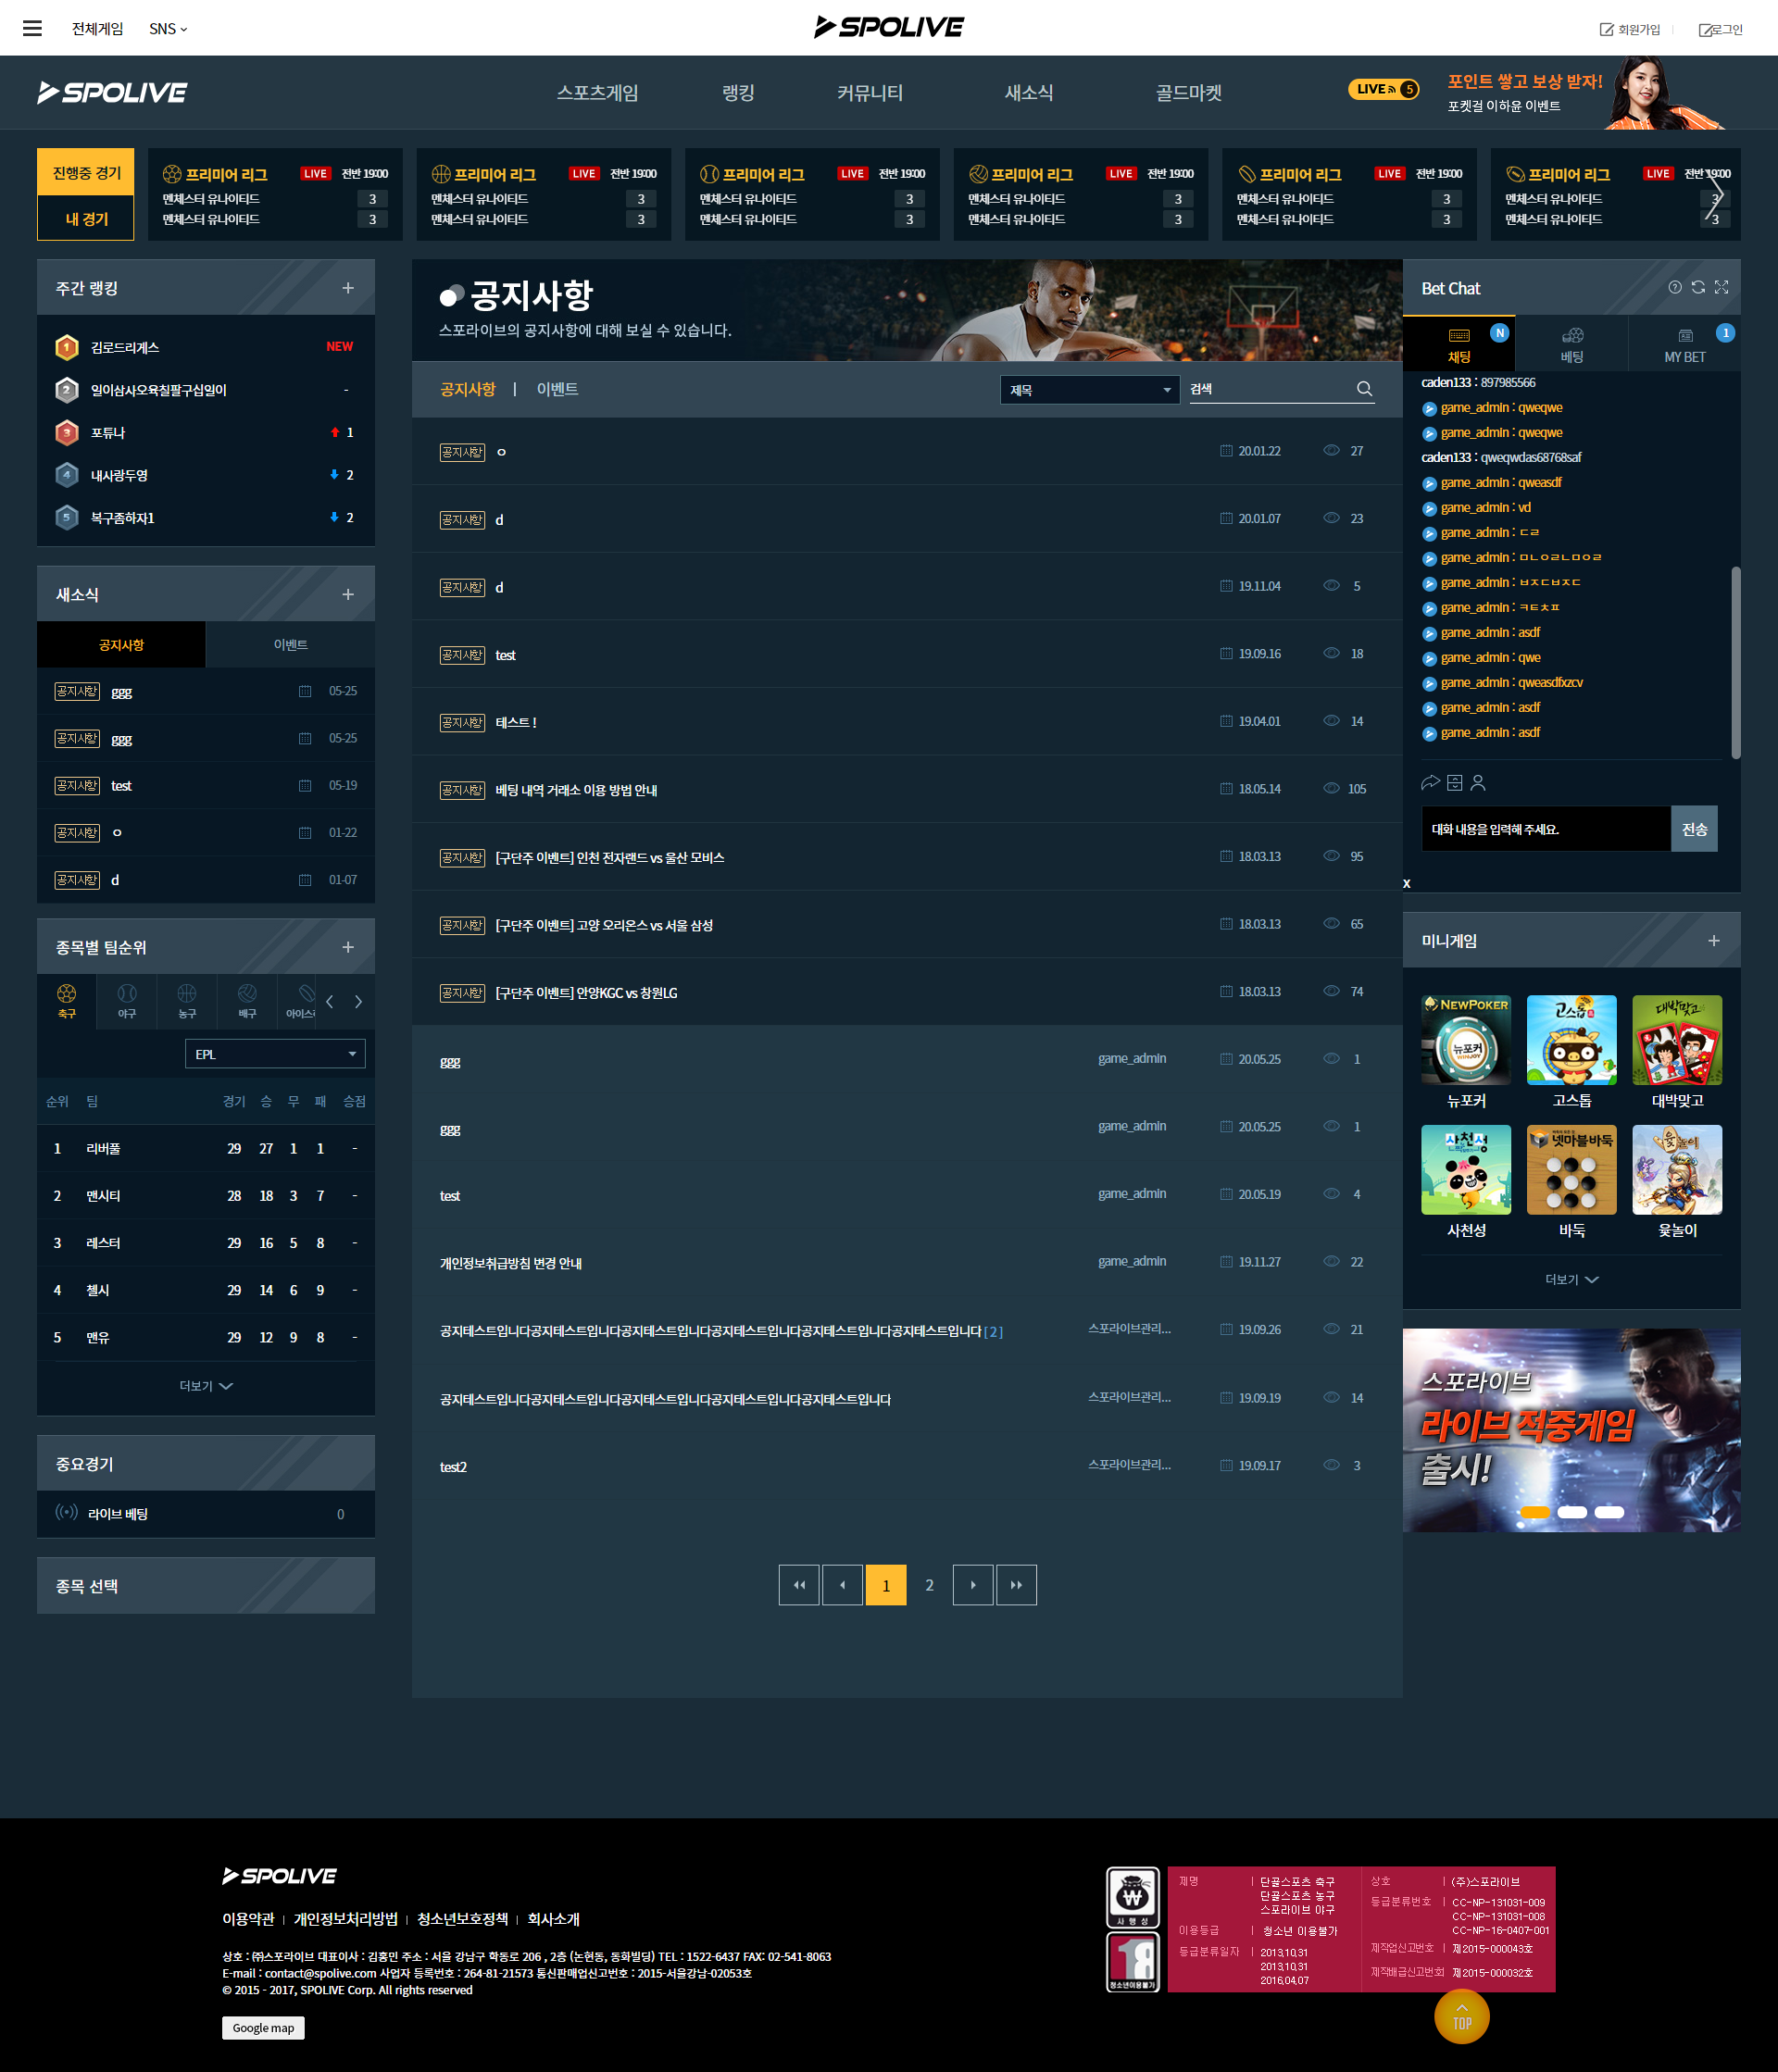 전체게임 SNS
SPOLIVE
회원가입 로그인
SPOLIVE
스포츠게임 랭킹 커뮤니티 새소식 골드마켓
LIVE 5
포인트 쌓고 보상 받자!
포켓걸 이하윤 이벤트
진행중 경기
내 경기
프리미어 리그 LIVE 전반 19:00
맨체스터 유나이티드 3
맨체스터 유나이티드 3
프리미어 리그 LIVE 전반 19:00
맨체스터 유나이티드 3
맨체스터 유나이티드 3
프리미어 리그 LIVE 전반 19:00
맨체스터 유나이티드 3
맨체스터 유나이티드 3
프리미어 리그 LIVE 전반 19:00
맨체스터 유나이티드 3
맨체스터 유나이티드 3
프리미어 리그 LIVE 전반 19:00
맨체스터 유나이티드 3
맨체스터 유나이티드 3
프리미어 리그 LIVE 전반 19:00
맨체스터 유나이티드 3
맨체스터 유나이티드 3
주간 랭킹 +
1 김로드리게스 NEW
2 일이삼사오육칠팔구십일이 -
3 포튜나 1
4 내사랑두영 2
5 복구좀하자1 2
새소식 +
공지사항 이벤트
공지사항 ggg 05-25
공지사항 ggg 05-25
공지사항 test 05-19
공지사항 ㅇ 01-22
공지사항 d 01-07
종목별 팀순위 +
축구 야구 농구 배구 아이스
EPL
순위 팀 경기 승 무 패 승점
1 리버풀 29 27 1 1 -
2 맨시티 28 18 3 7 -
3 레스터 29 16 5 8 -
4 첼시 29 14 6 9 -
5 맨유 29 12 9 8 -
더보기
중요경기
라이브 베팅 0
종목 선택
공지사항
스포라이브의 공지사항에 대해 보실 수 있습니다.
공지사항 | 이벤트 제목 검색
공지사항 ㅇ 20.01.22 27
공지사항 d 20.01.07 23
공지사항 d 19.11.04 5
공지사항 test 19.09.16 18
공지사항 테스트 ! 19.04.01 14
공지사항 베팅 내역 거래소 이용 방법 안내 18.05.14 105
공지사항 [구단주 이벤트] 인천 전자랜드 vs 울산 모비스 18.03.13 95
공지사항 [구단주 이벤트] 고양 오리온스 vs 서울 삼성 18.03.13 65
공지사항 [구단주 이벤트] 안양KGC vs 창원LG 18.03.13 74
ggg game_admin 20.05.25 1
ggg game_admin 20.05.25 1
test game_admin 20.05.19 4
개인정보취급방침 변경 안내 game_admin 19.11.27 22
공지테스트입니다공지테스트입니다공지테스트입니다공지테스트입니다공지테스트입니다공지테스트입니다 [ 2 ] 스포라이브관리... 19.09.26 21
공지테스트입니다공지테스트입니다공지테스트입니다공지테스트입니다공지테스트입니다 스포라이브관리... 19.09.19 14
test2 스포라이브관리... 19.09.17 3
1 2
Bet Chat
채팅 N 베팅 MY BET 1
caden133 : 897985566
game_admin : qweqwe
game_admin : qweqwe
caden133 : qweqwdas68768saf
game_admin : qweasdf
game_admin : vd
game_admin : ㄷㄹ
game_admin : ㅁㄴㅇㄹㄴㅁㅇㄹ
game_admin : ㅂㅈㄷㅂㅈㄷ
game_admin : ㅋㅌㅊㅍ
game_admin : asdf
game_admin : qwe
game_admin : qweasdfxzcv
game_admin : asdf
game_admin : asdf
대화 내용을 입력해 주세요. 전송
x
미니게임 +
NEWPOKER 뉴포커 WINJOY 고스톱 대박맞고
뉴포커 고스톱 대박맞고
사천성 넷마블바둑 윷놀이
사천성 바둑 윷놀이
더보기
스포라이브
라이브 적중게임
출시!
SPOLIVE
이용약관 | 개인정보처리방법 | 청소년보호정책 | 회사소개
상호 : ㈜스포라이브 대표이사 : 김홍민 주소 : 서울 강남구 학동로 206 , 2층 (논현동, 동화빌딩) TEL : 1522-6437 FAX: 02-541-8063
E-mail : contact@spolive.com 사업자 등록번호 : 264-81-21573 통신판매업신고번호 : 2015-서울강남-02053호
© 2015 - 2017, SPOLIVE Corp. All rights reserved
Google map
사행성
18
청소년이용불가
제명 | 단꿀스포츠 축구
단꿀스포츠 농구
스포라이브 야구
이용등급 | 청소년 이용불가
등급분류일자 | 2013.10.31
2013.10.31
2016.04.07
상호 | (주)스포라이브
등급분류번호 | CC-NP-131031-009
CC-NP-131031-008
CC-NP-16-0407-001
제작업신고번호 제2015-000043호
제작배급신고번호 제2015-000032호
TOP